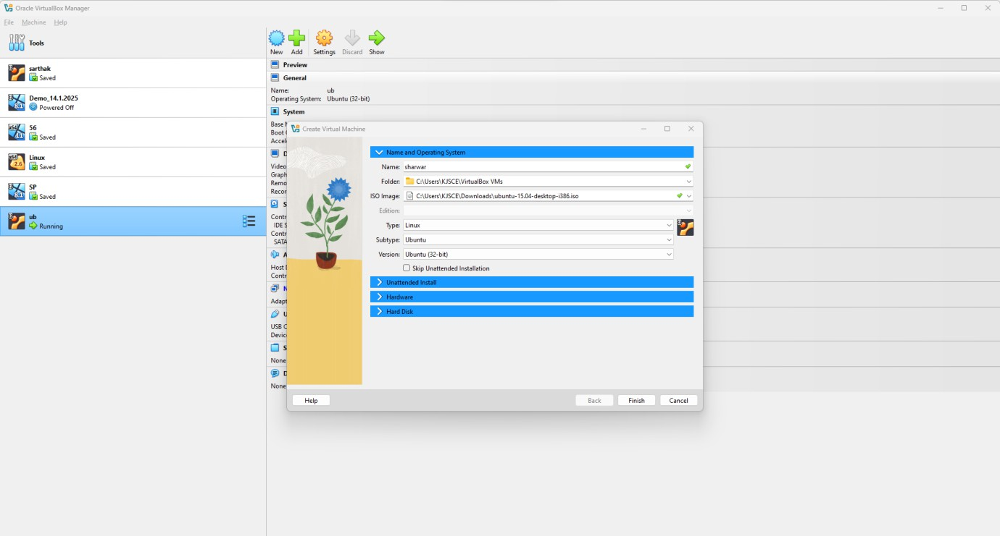 Oracle VirtualBox Manager
File Machine Help
Tools
sarthak
Saved
Demo_14.1.2025
Powered Off
56
Saved
Linux
Saved
SP
Saved
ub
Running
New Add Settings Discard Show
Preview
General
Name: ub
Operating System: Ubuntu (32-bit)
System
Base
Boot
Accel
D
Video
Graph
Remo
Recor
S
Contr
IDE S
Contr
SATA
A
Host
Contr
N
Adapt
U
USB C
Device
S
None
D
None
Create Virtual Machine
Name and Operating System
Name: sharwar
Folder: C:\Users\KJSCE\VirtualBox VMs
ISO Image: C:\Users\KJSCE\Downloads\ubuntu-15.04-desktop-i386.iso
Edition:
Type: Linux
Subtype: Ubuntu
Version: Ubuntu (32-bit)
Skip Unattended Installation
Unattended Install
Hardware
Hard Disk
Help Back Finish Cancel